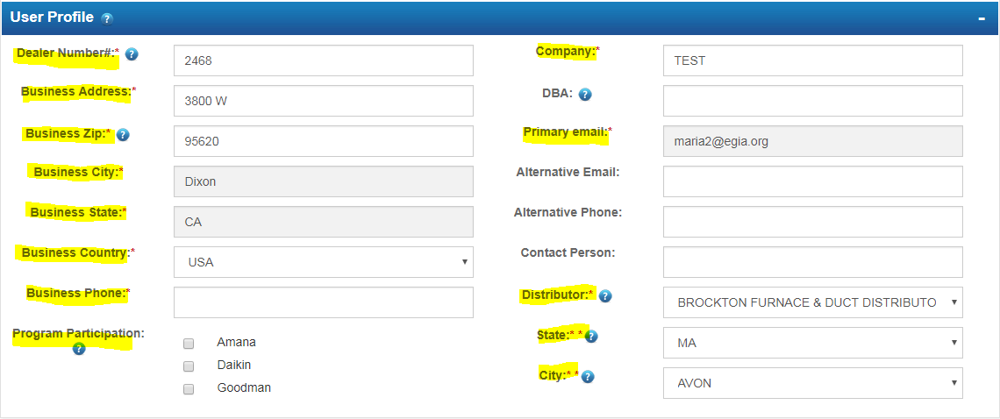 User Profile ?
-
Dealer Number#:* ?
2468
Business Address:*
3800 W
Business Zip:* ?
95620
Business City:*
Dixon
Business State:*
CA
Business Country:*
USA
Business Phone:*
Program Participation:
?
Amana
Daikin
Goodman
Company:*
TEST
DBA: ?
Primary email:*
maria2@egia.org
Alternative Email:
Alternative Phone:
Contact Person:
Distributor:* ?
BROCKTON FURNACE & DUCT DISTRIBUTO
State:* * ?
MA
City:* * ?
AVON